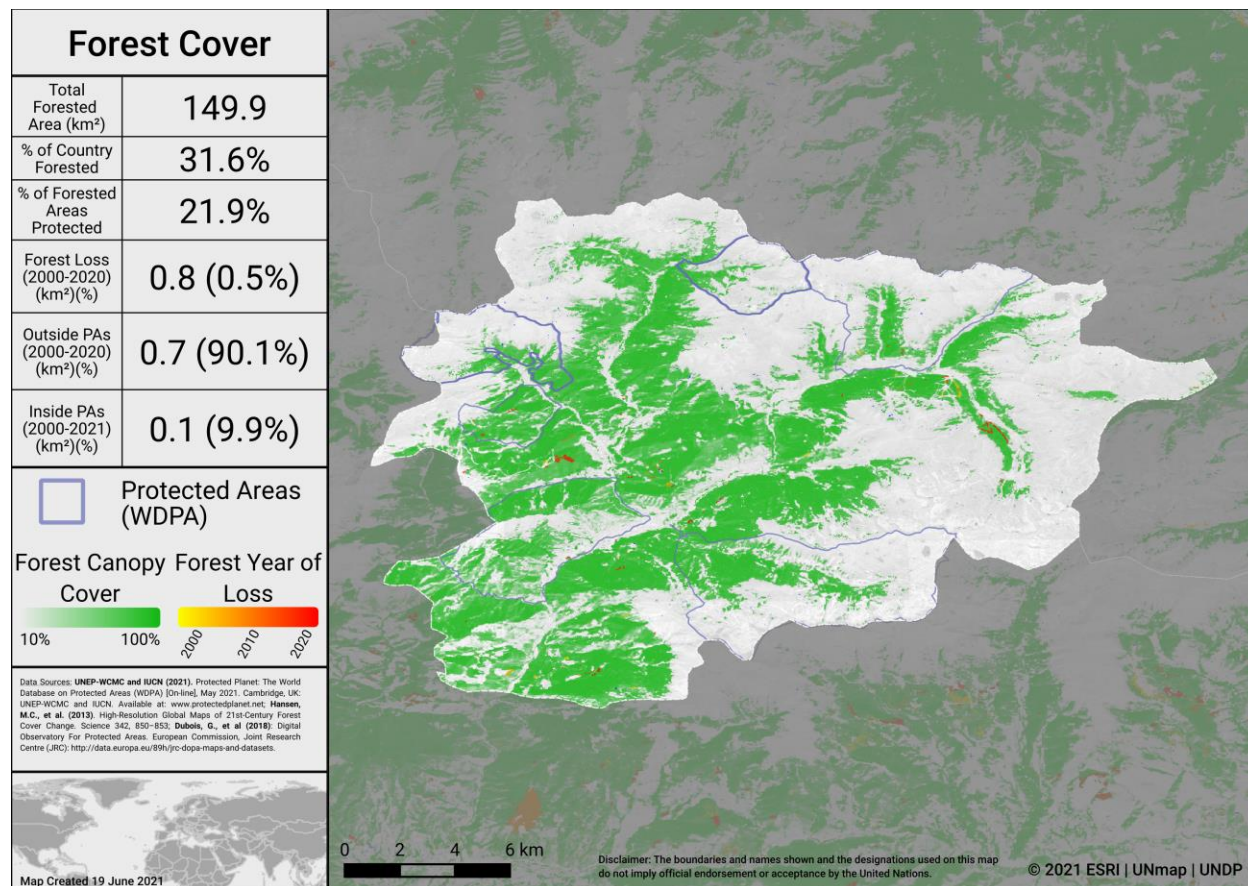 Forest Cover
Total
Forested
Area (km²)
149.9
% of Country
Forested
31.6%
% of Forested
Areas
Protected
21.9%
Forest Loss
(2000-2020)
(km²)(%)
0.8 (0.5%)
Outside PAs
(2000-2020)
(km²)(%)
0.7 (90.1%)
Inside PAs
(2000-2021)
(km²)(%)
0.1 (9.9%)
Protected Areas
(WDPA)
Forest Canopy
Cover
10%
100%
Forest Year of
Loss
2000
2010
2020
Data Sources: UNEP-WCMC and IUCN (2021). Protected Planet: The World
Database on Protected Areas (WDPA) [On-line], May 2021. Cambridge, UK:
UNEP-WCMC and IUCN. Available at: www.protectedplanet.net; Hansen,
M.C., et al. (2013). High-Resolution Global Maps of 21st-Century Forest
Cover Change. Science 342, 850–853; Dubois, G., et al (2018): Digital
Observatory For Protected Areas. European Commission, Joint Research
Centre (JRC): http://data.europa.eu/89h/jrc-dopa-maps-and-datasets.
Map Created 19 June 2021
0 2 4 6 km
Disclaimer: The boundaries and names shown and the designations used on this map
do not imply official endorsement or acceptance by the United Nations.
© 2021 ESRI | UNmap | UNDP